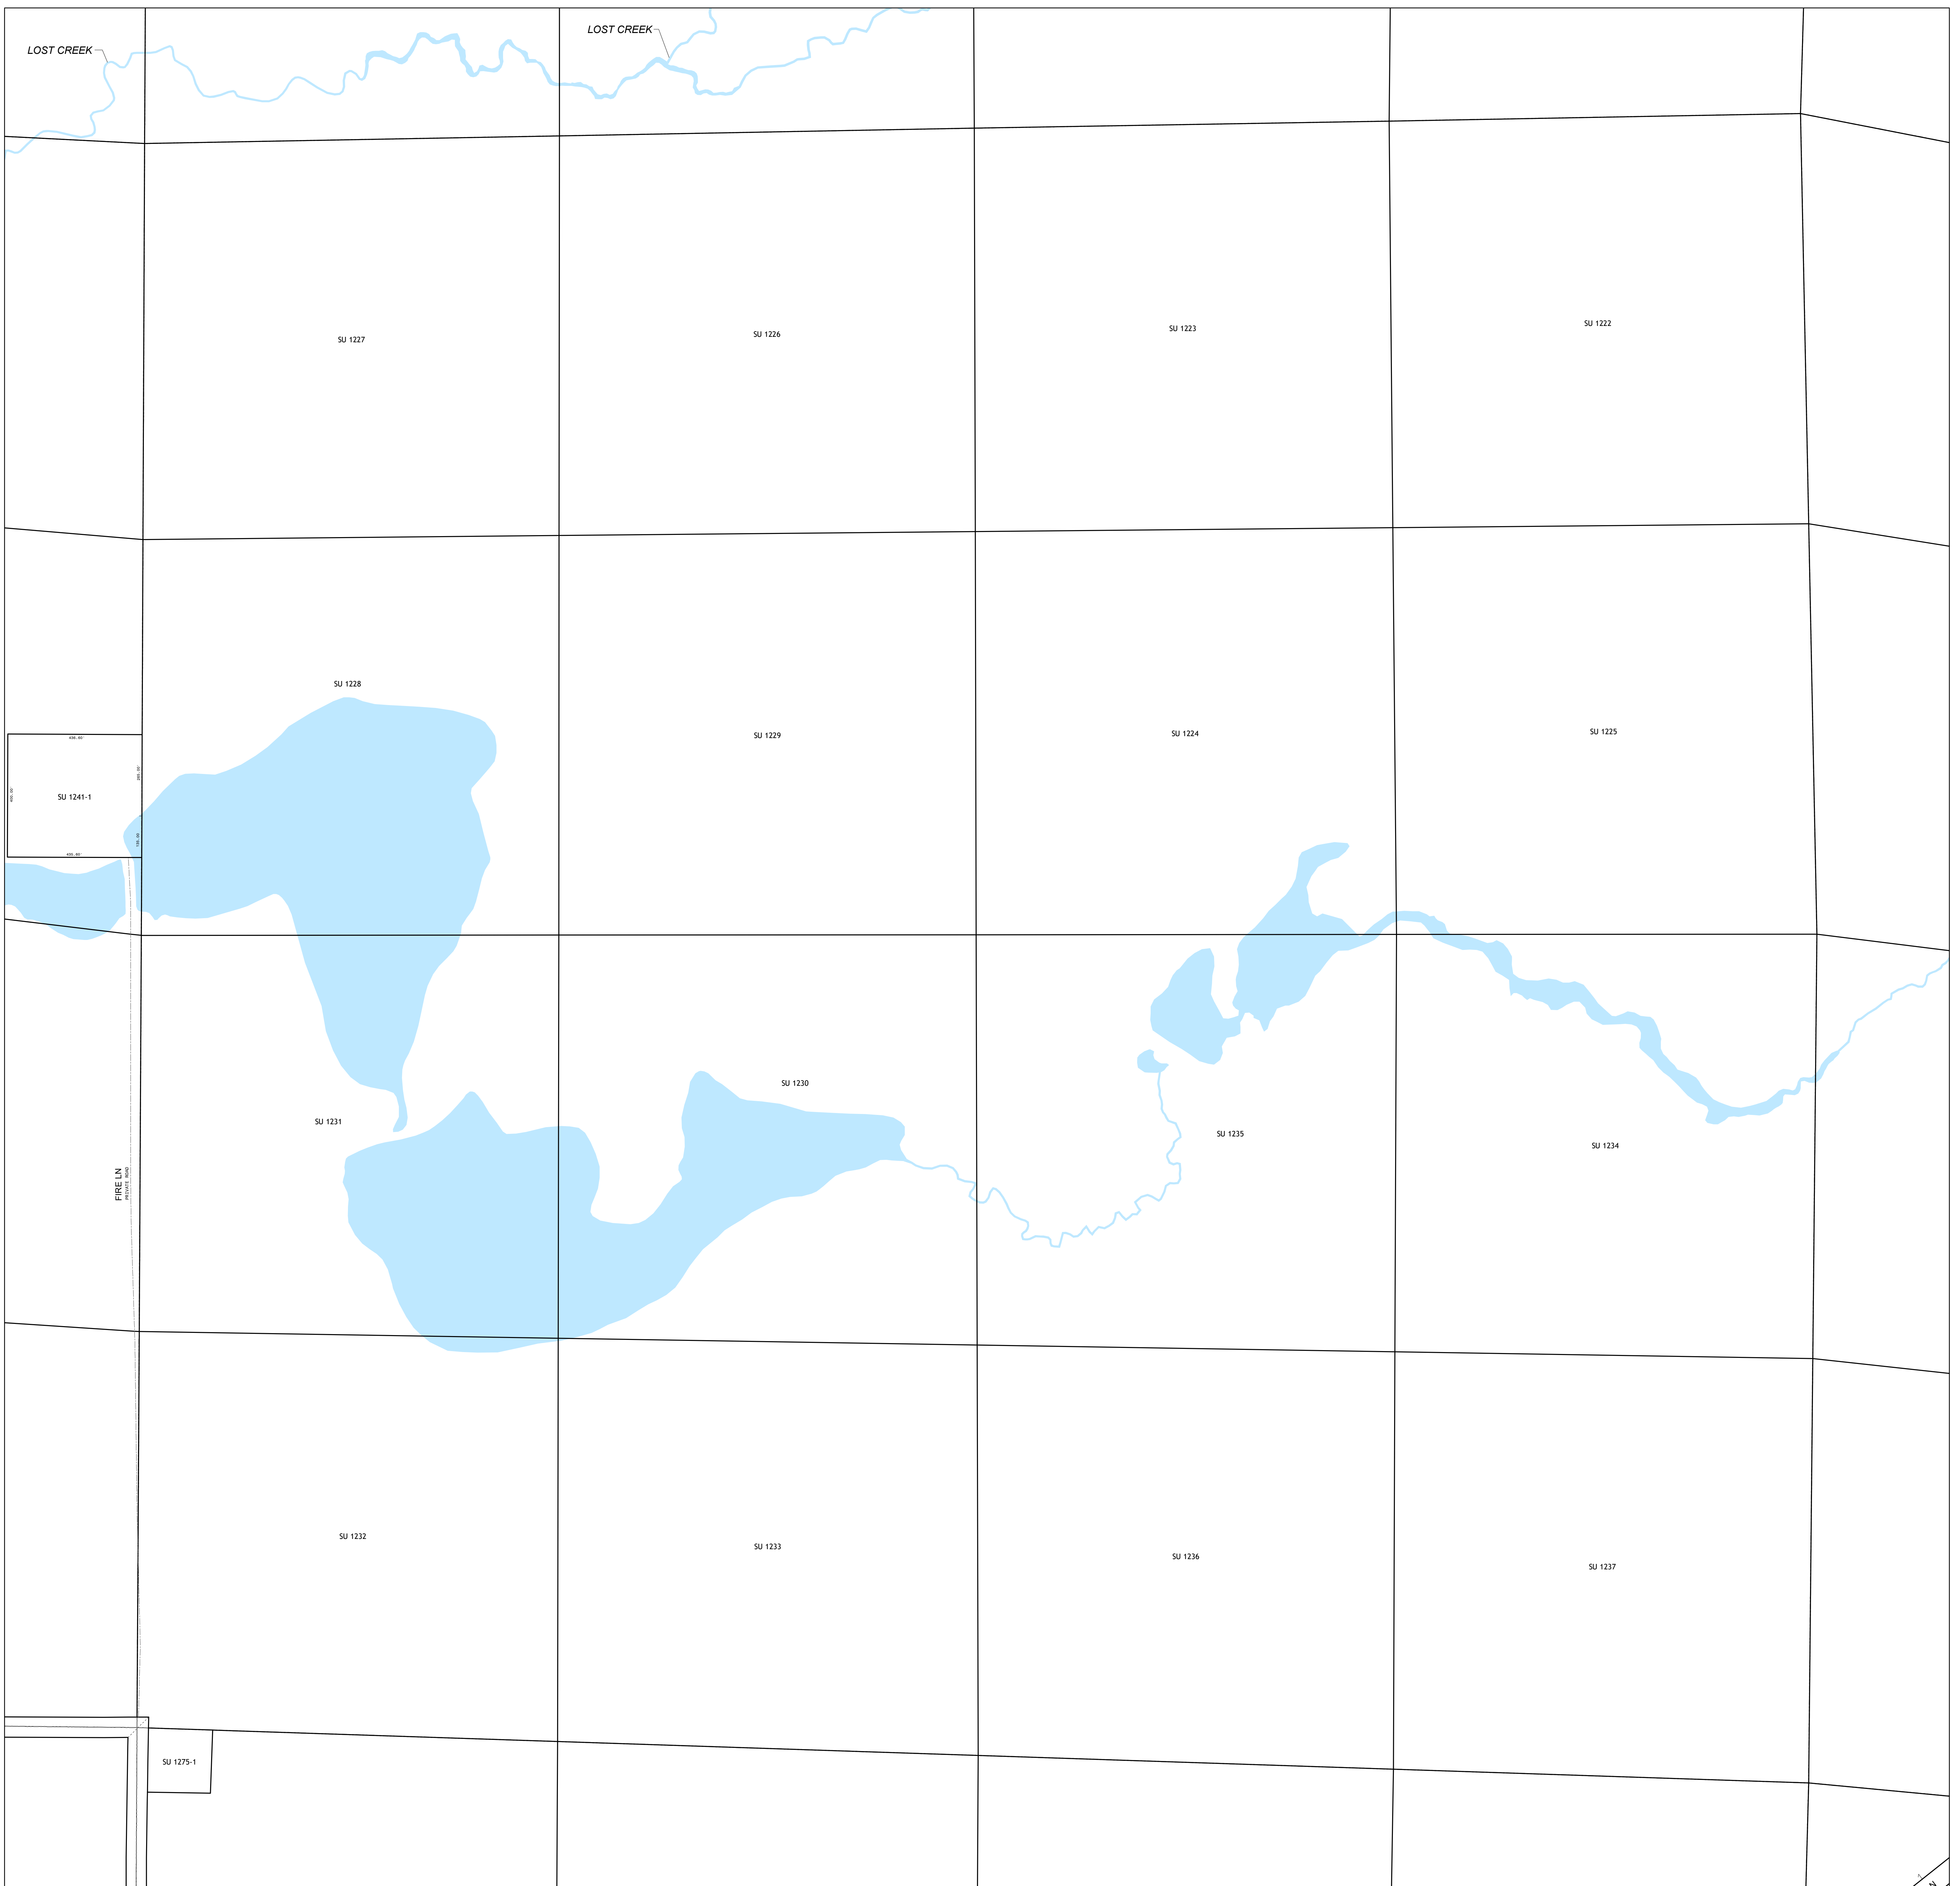 LOST CREEK
LOST CREEK
SU 1227
SU 1226
SU 1223
SU 1222
SU 1228
SU 1229
SU 1224
SU 1225
SU 1241-1
SU 1230
SU 1231
SU 1235
SU 1234
FIRE LN
PRIVATE ROAD
SU 1232
SU 1233
SU 1236
SU 1237
SU 1275-1